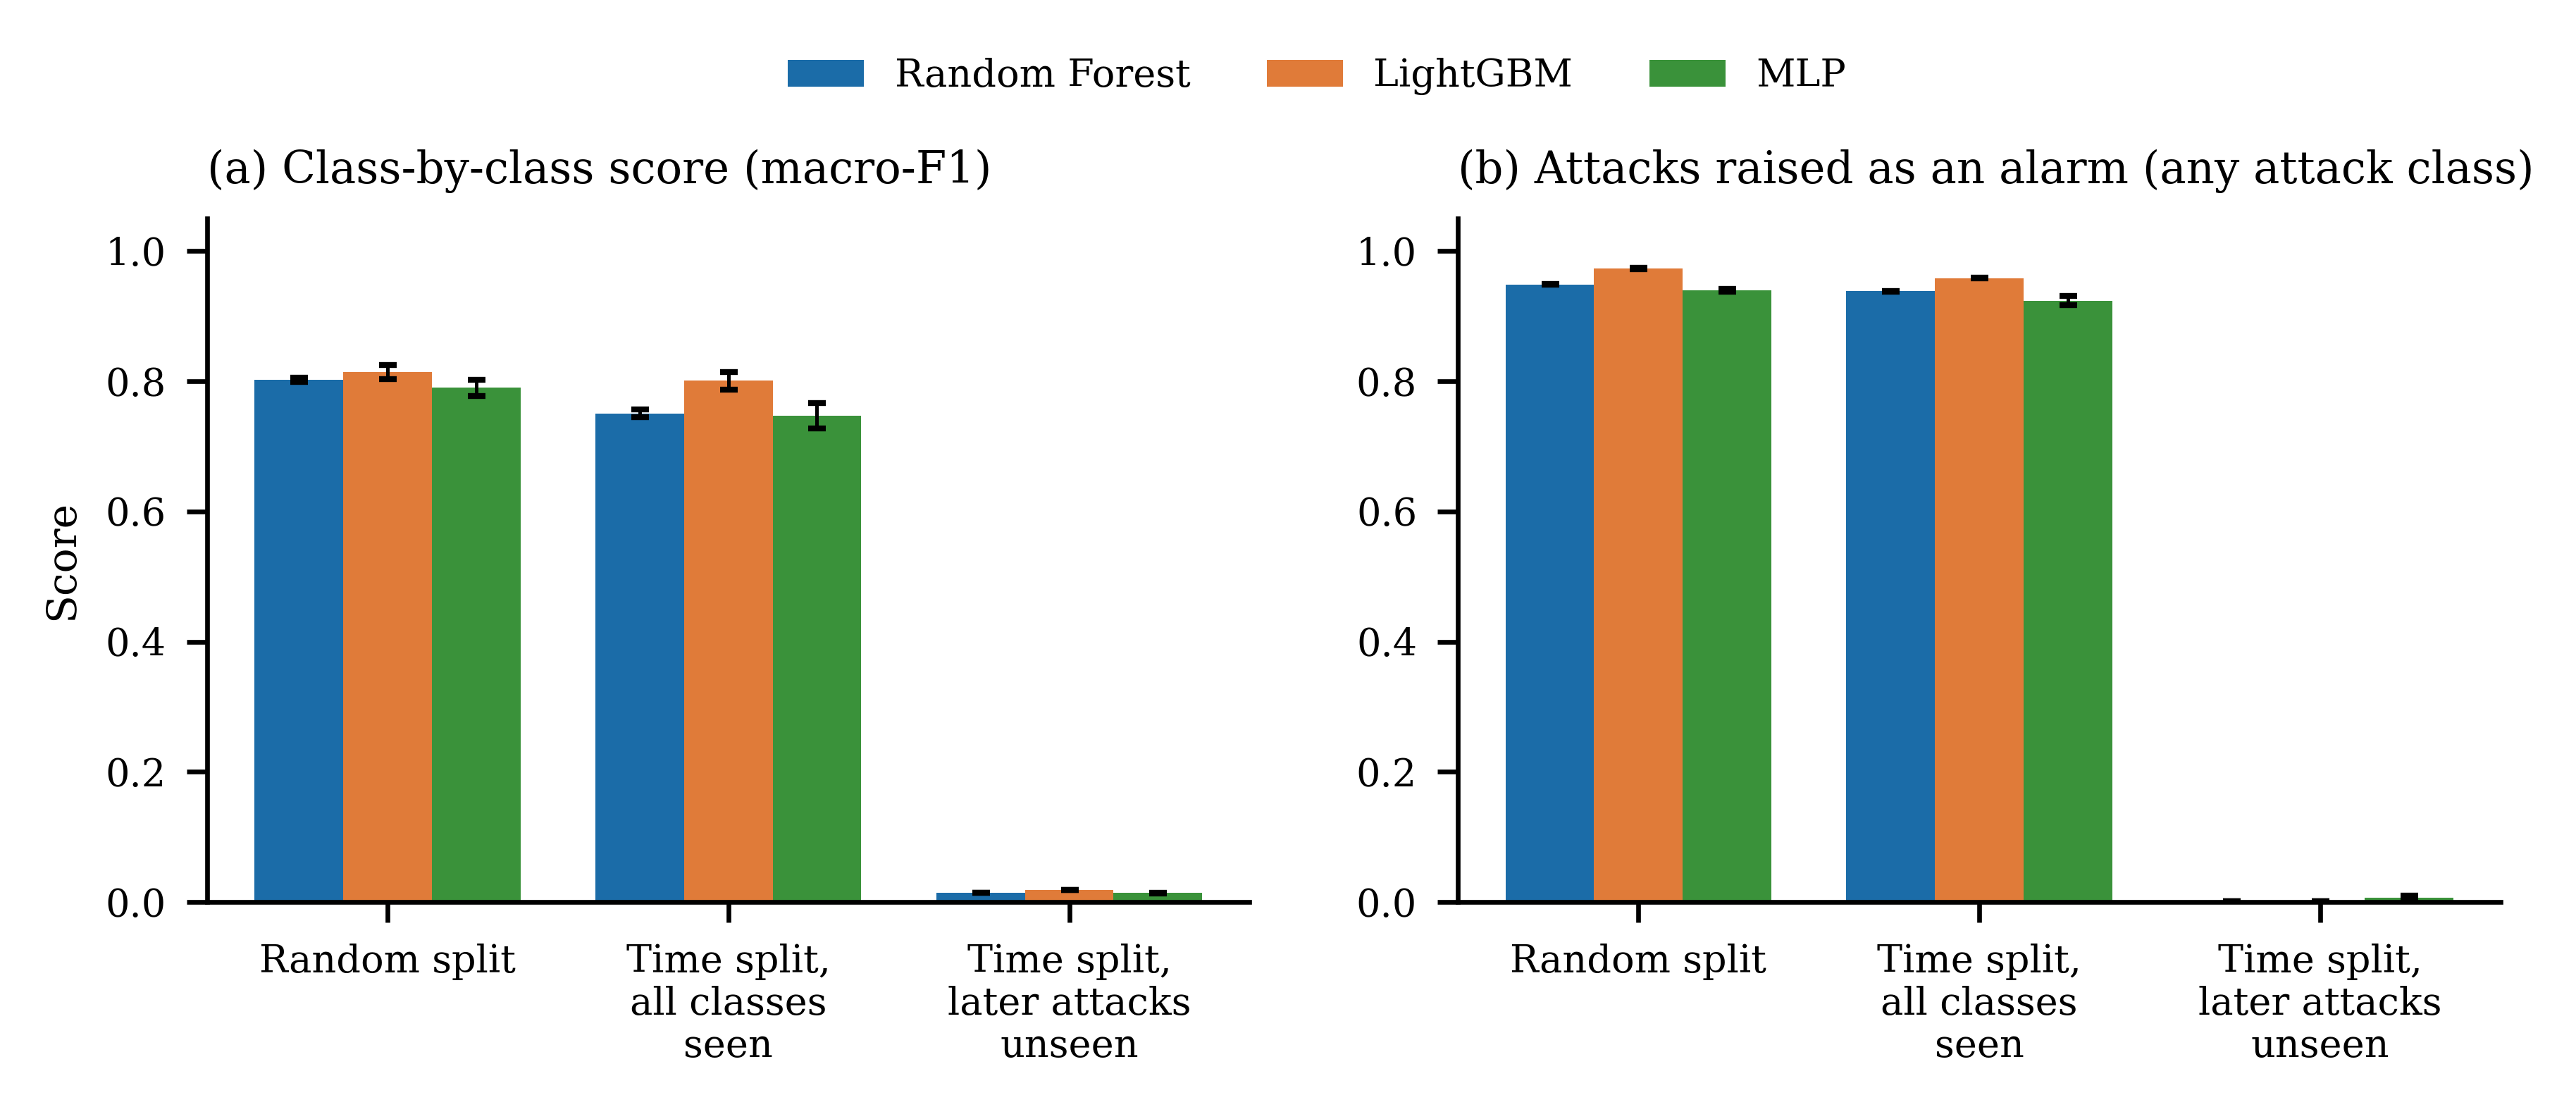 Random Forest
LightGBM
MLP
(a) Class-by-class score (macro-F1)
Score
1.0
0.8
0.6
0.4
0.2
0.0
Random split
Time split,
all classes
seen
Time split,
later attacks
unseen
(b) Attacks raised as an alarm (any attack class)
1.0
0.8
0.6
0.4
0.2
0.0
Random split
Time split,
all classes
seen
Time split,
later attacks
unseen